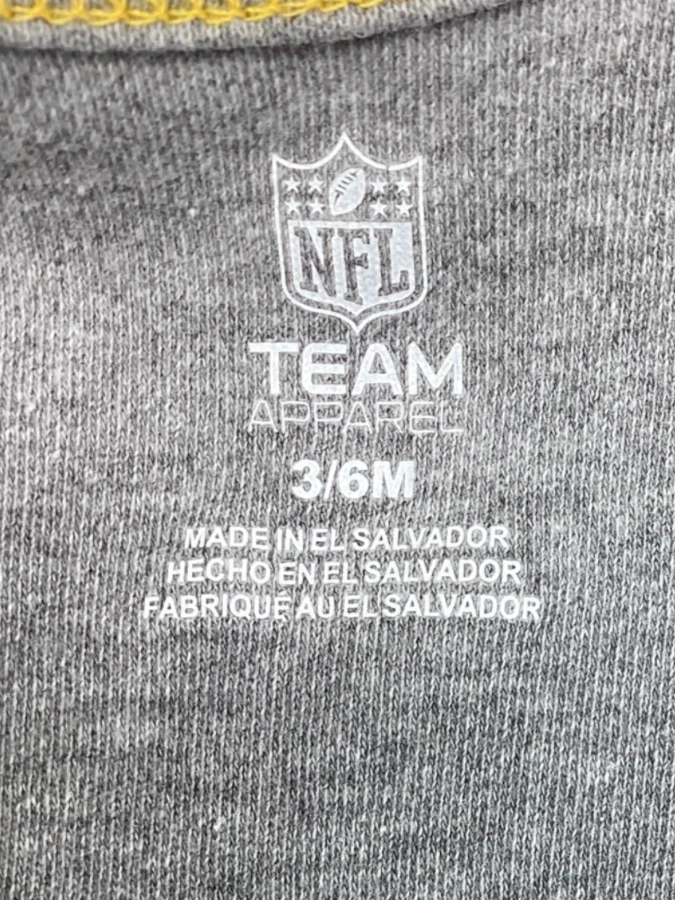 NFL
TEAM
APPAREL
3/6M
MADE IN EL SALVADOR
HECHO EN EL SALVADOR
FABRIQUÉ AU EL SALVADOR